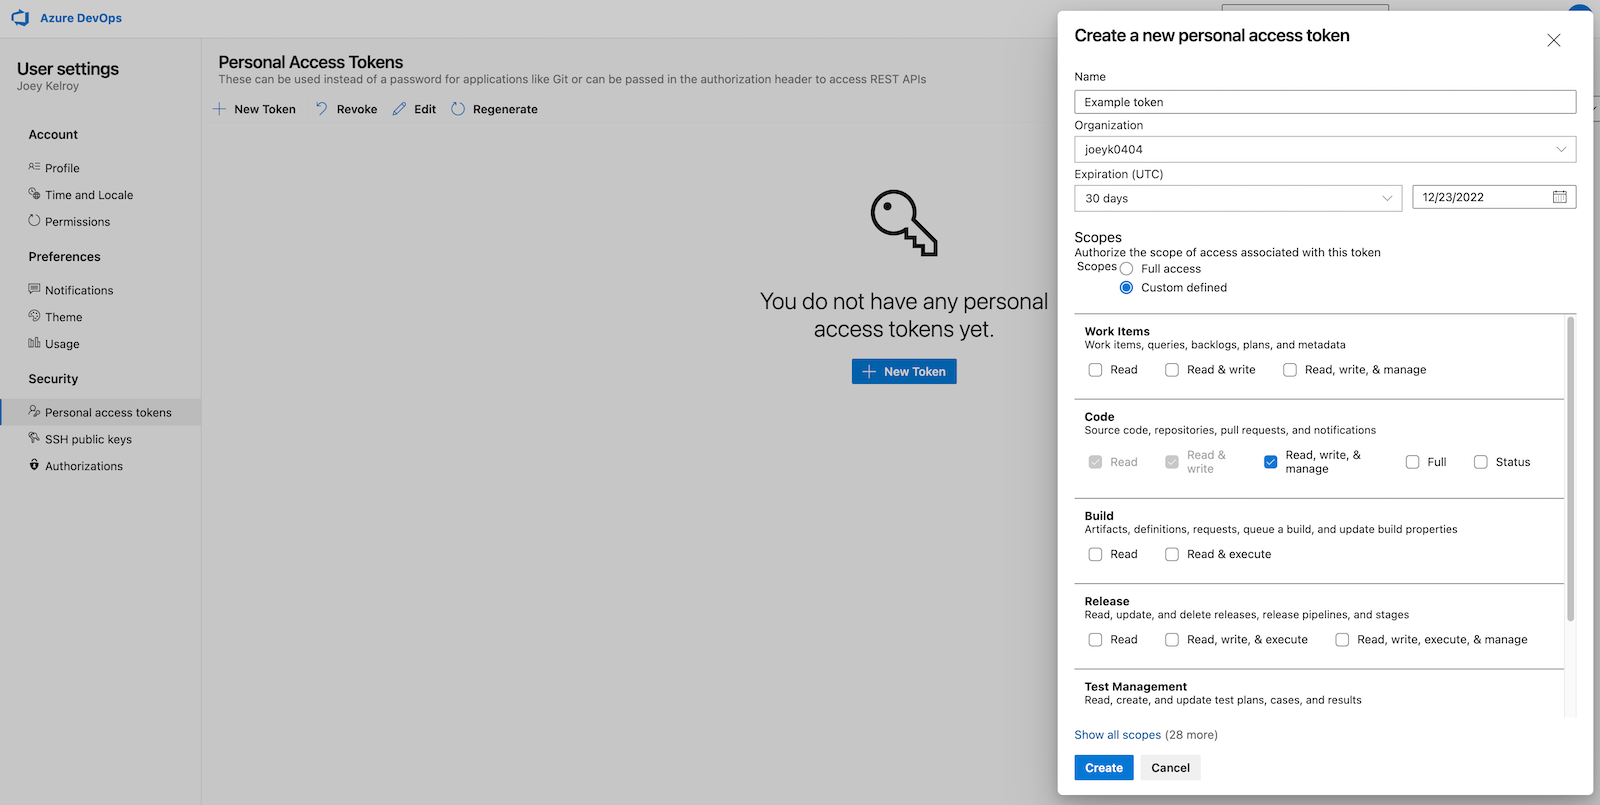 Azure DevOps
User settings
Joey Kelroy
Account
Profile
Time and Locale
Permissions
Preferences
Notifications
Theme
Usage
Security
Personal access tokens
SSH public keys
Authorizations
Personal Access Tokens
These can be used instead of a password for applications like Git or can be passed in the authorization header to access REST APIs
New Token Revoke Edit Regenerate
You do not have any personal
access tokens yet.
New Token
Create a new personal access token
Name
Example token
Organization
joeyk0404
Expiration (UTC)
30 days 12/23/2022
Scopes
Authorize the scope of access associated with this token
Scopes Full access
Custom defined
Work Items
Work items, queries, backlogs, plans, and metadata
Read Read & write Read, write, & manage
Code
Source code, repositories, pull requests, and notifications
Read Read & write Read, write, & manage Full Status
Build
Artifacts, definitions, requests, queue a build, and update build properties
Read Read & execute
Release
Read, update, and delete releases, release pipelines, and stages
Read Read, write, & execute Read, write, execute, & manage
Test Management
Read, create, and update test plans, cases, and results
Show all scopes (28 more)
Create Cancel